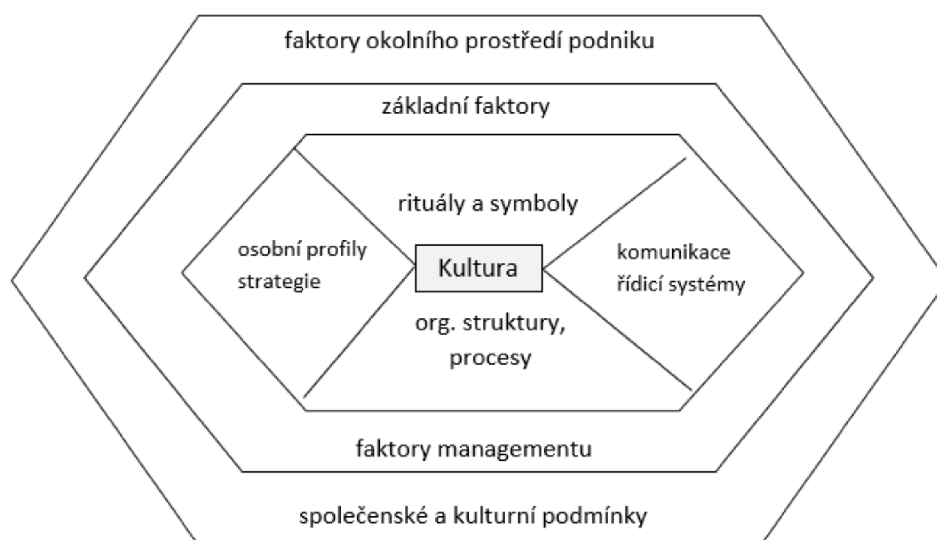 faktory okolního prostředí podniku
základní faktory
rituály a symboly
osobní profily
strategie
Kultura
komunikace
řídicí systémy
org. struktury,
procesy
faktory managementu
společenské a kulturní podmínky